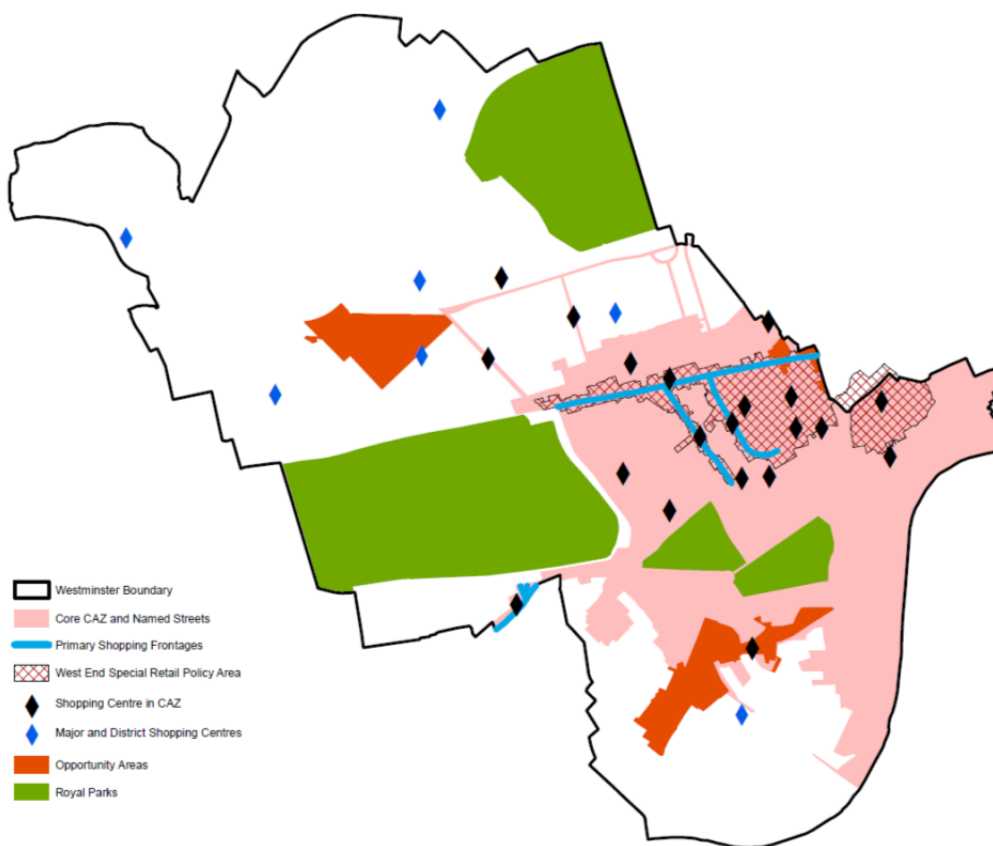 Westminster Boundary
Core CAZ and Named Streets
Primary Shopping Frontages
West End Special Retail Policy Area
Shopping Centre in CAZ
Major and District Shopping Centres
Opportunity Areas
Royal Parks